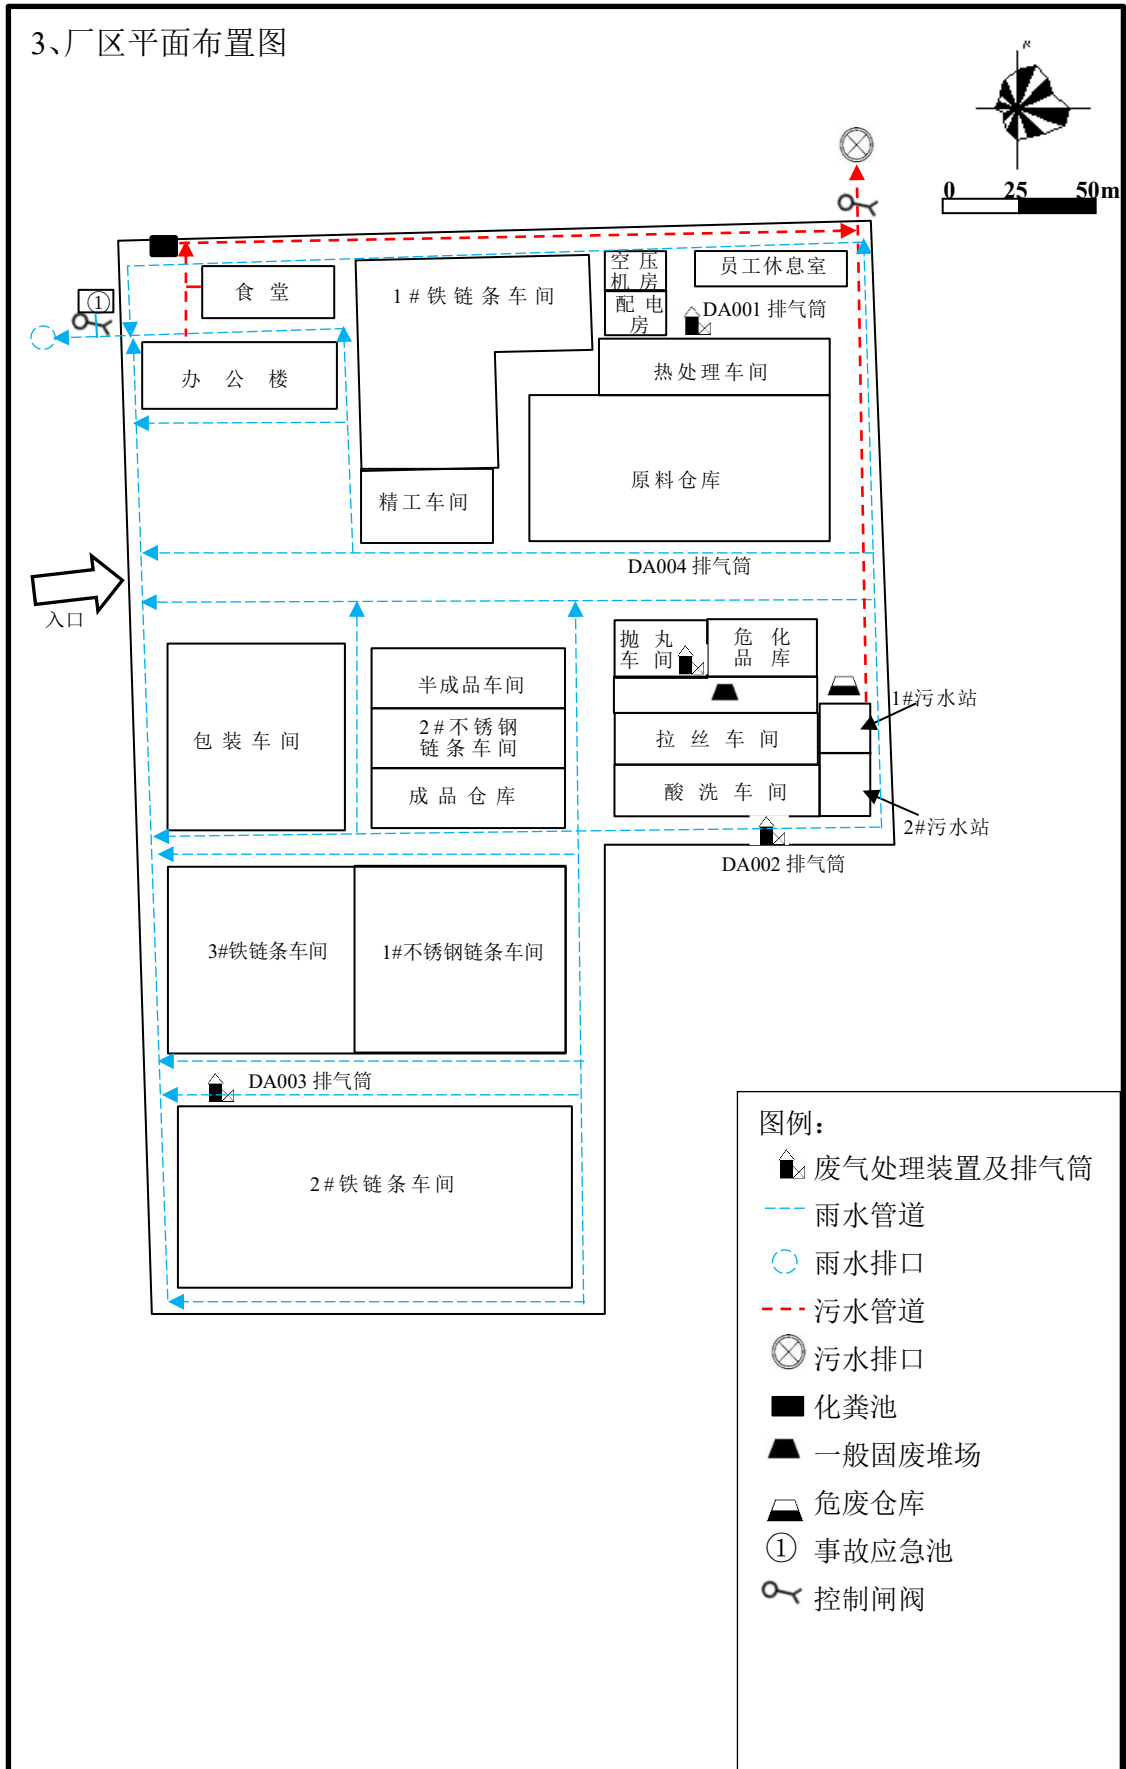 3、厂区平面布置图
0 25 50m
食 堂
1#铁链条车间
空压
机房
配电
房
员工休息室
①
DA001 排气筒
办 公 楼
热处理车间
原料仓库
精工车间
DA004 排气筒
入口
抛丸
车间
危 化
品 库
半成品车间
1#污水站
包装车间
2#不锈钢
链条车间
拉 丝 车 间
成品仓库
酸 洗 车 间
2#污水站
DA002 排气筒
3#铁链条车间
1#不锈钢链条车间
DA003 排气筒
2#铁链条车间
图例：
废气处理装置及排气筒
雨水管道
雨水排口
污水管道
污水排口
化粪池
一般固废堆场
危废仓库
① 事故应急池
控制闸阀